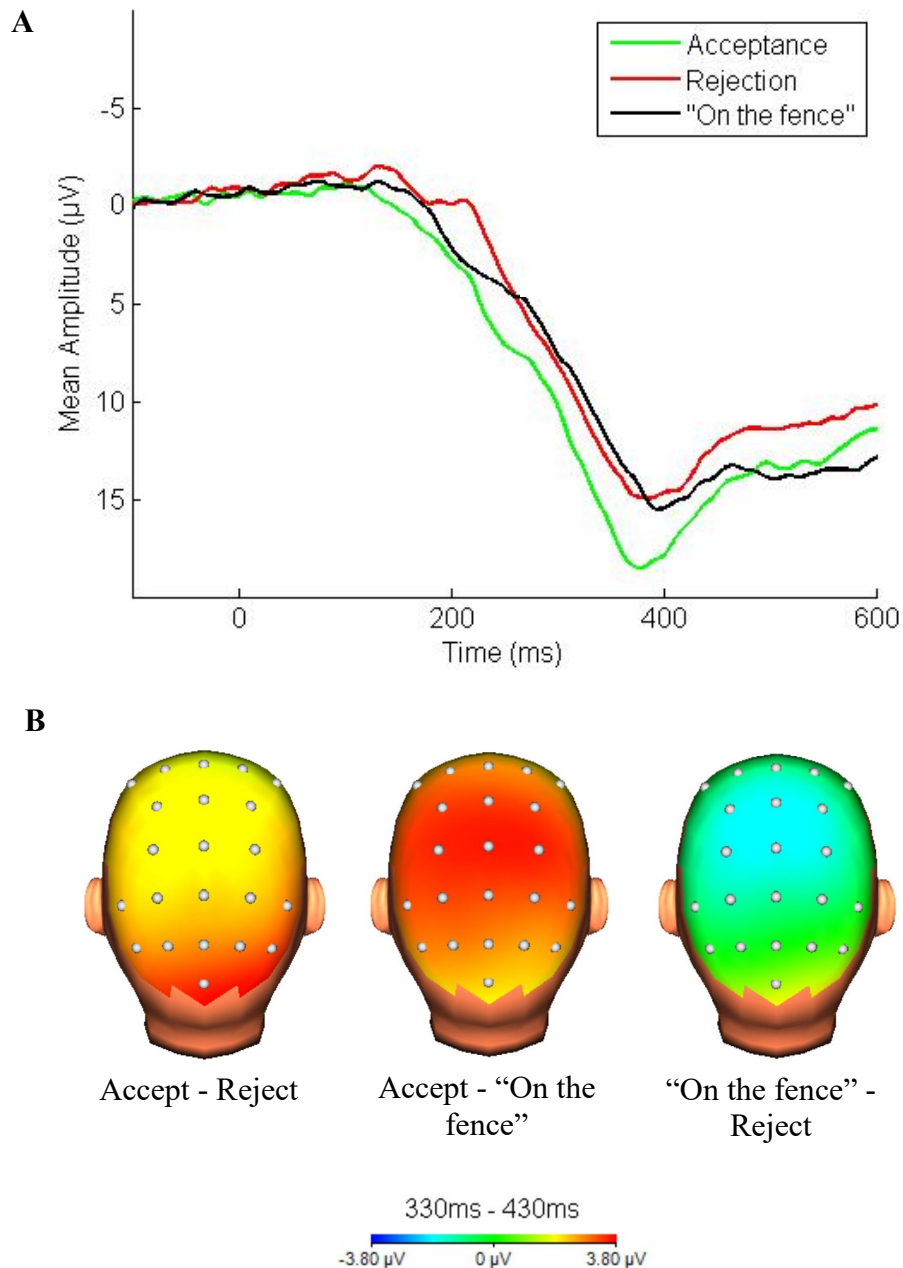 A
Acceptance
Rejection
"On the fence"
-5
0
5
10
15
Mean Amplitude (µV)
0 200 400 600
Time (ms)
B
Accept - Reject
Accept - “On the
fence”
“On the fence” -
Reject
330ms - 430ms
-3.80 µV 0 µV 3.80 µV